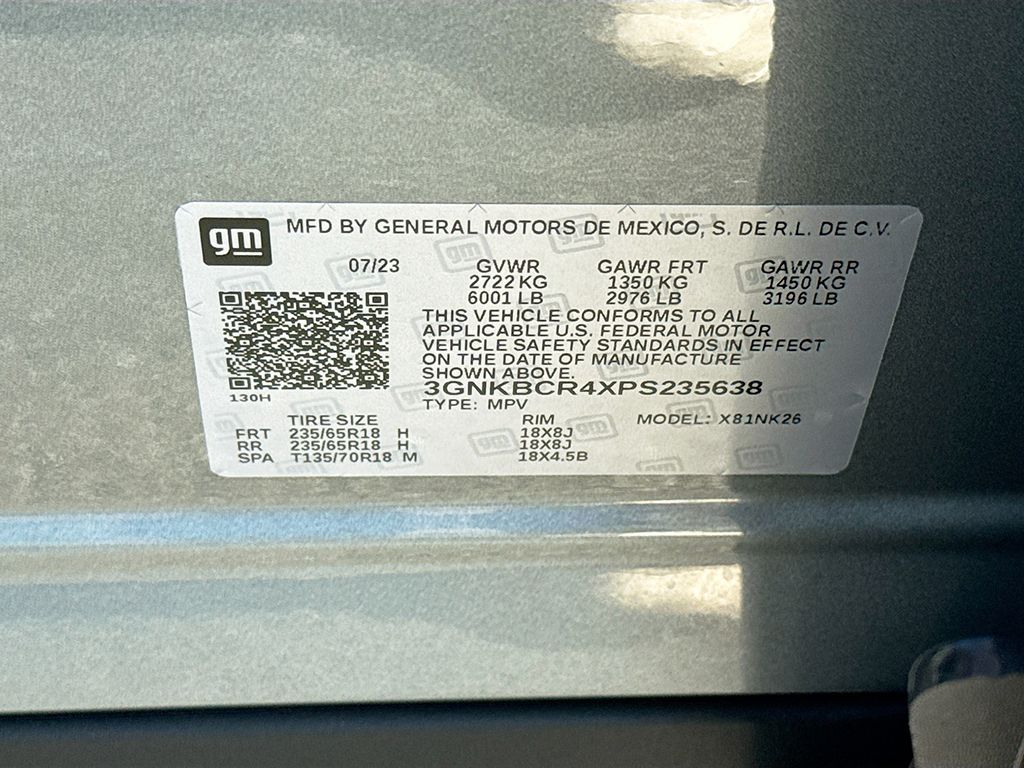 gm MFD BY GENERAL MOTORS DE MEXICO, S. DE R.L. DE C.V.
07/23 GVWR GAWR FRT GAWR RR
2722 KG 1350 KG 1450 KG
6001 LB 2976 LB 3196 LB
THIS VEHICLE CONFORMS TO ALL
APPLICABLE U.S. FEDERAL MOTOR
VEHICLE SAFETY STANDARDS IN EFFECT
ON THE DATE OF MANUFACTURE
SHOWN ABOVE.
3GNKBCR4XPS235638
130H TYPE: MPV
TIRE SIZE RIM MODEL: X81NK26
FRT 235/65R18 H 18X8J
RR 235/65R18 H 18X8J
SPA T135/70R18 M 18X4.5B